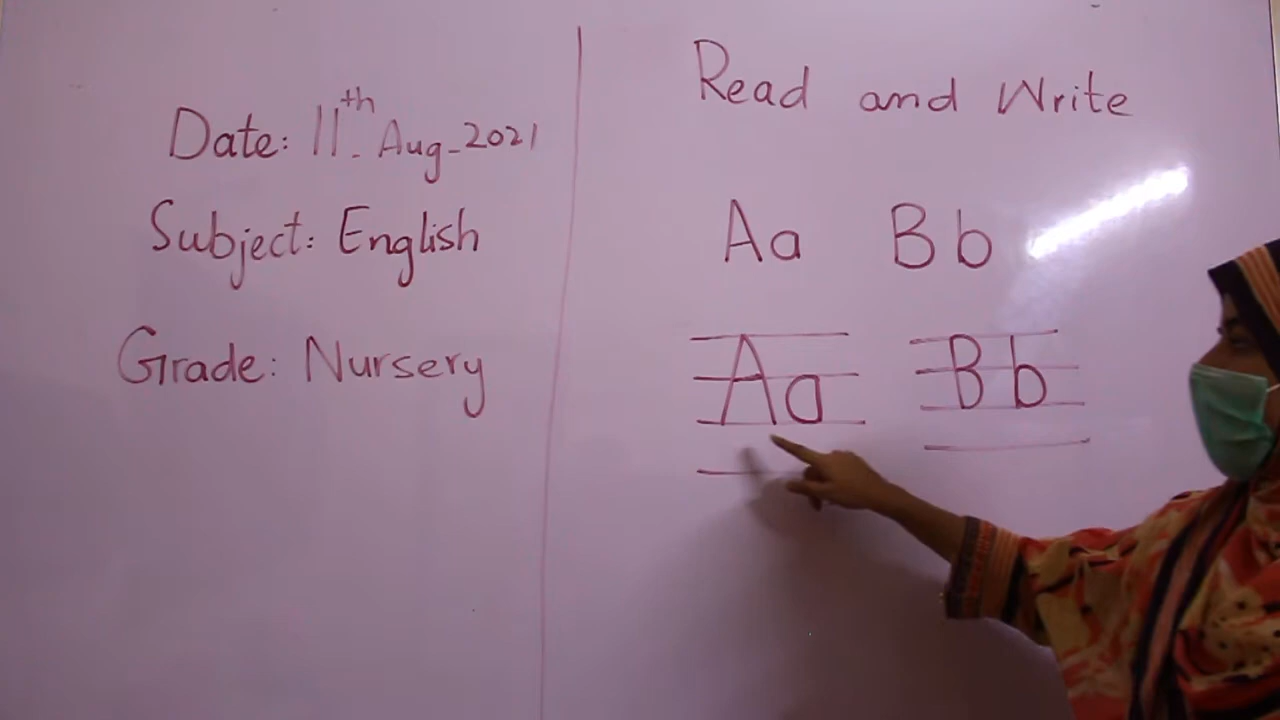 Date: 11th. Aug-2021
Subject: English
Grade: Nursery
Read and Write
Aa Bb
Aa Bb